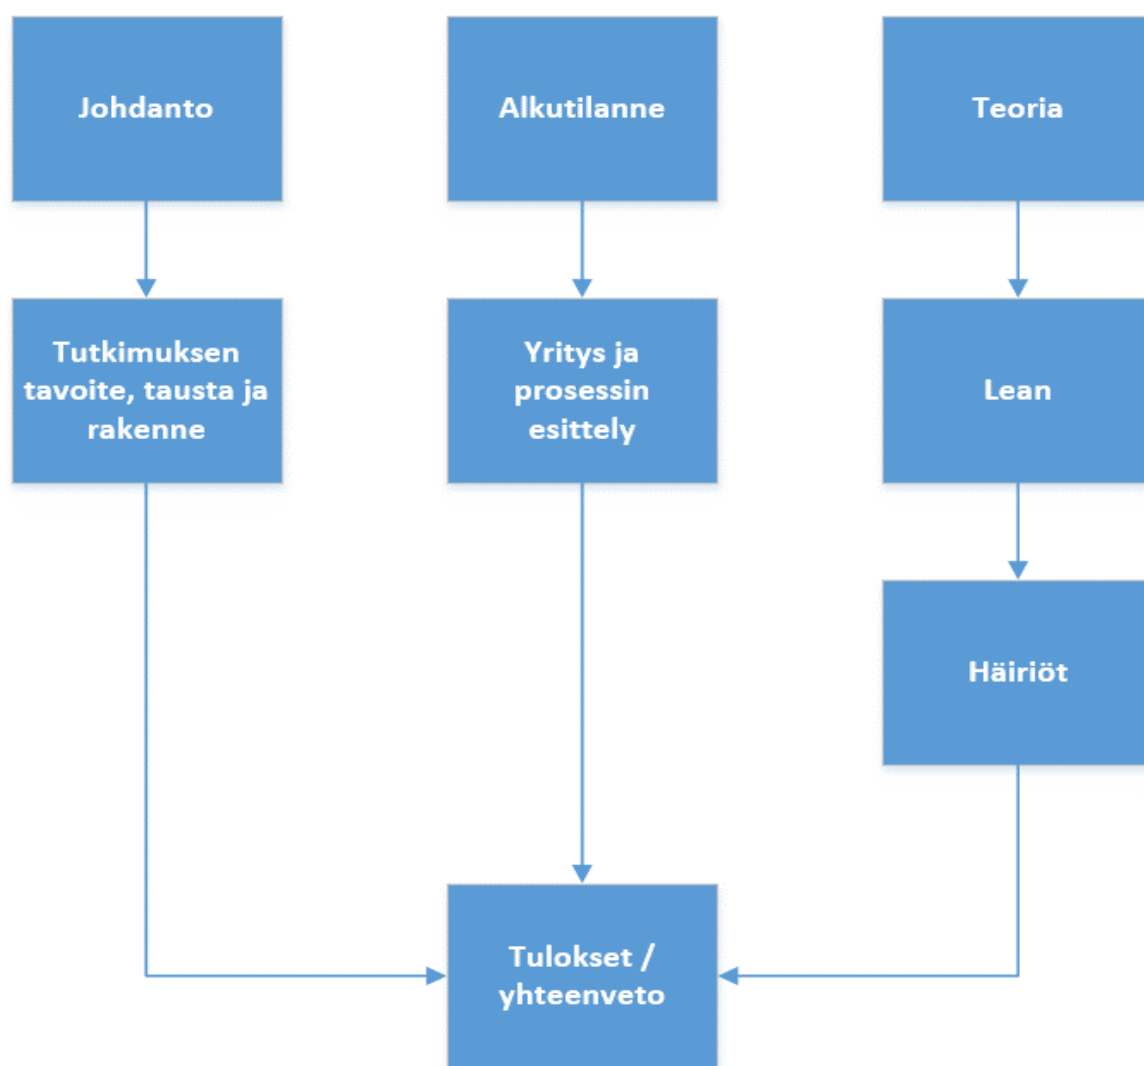 Johdanto
Alkutilanne
Teoria
Tutkimuksen
tavoite, tausta ja
rakenne
Yritys ja
prosessin
esittely
Lean
Häiriöt
Tulokset /
yhteenveto